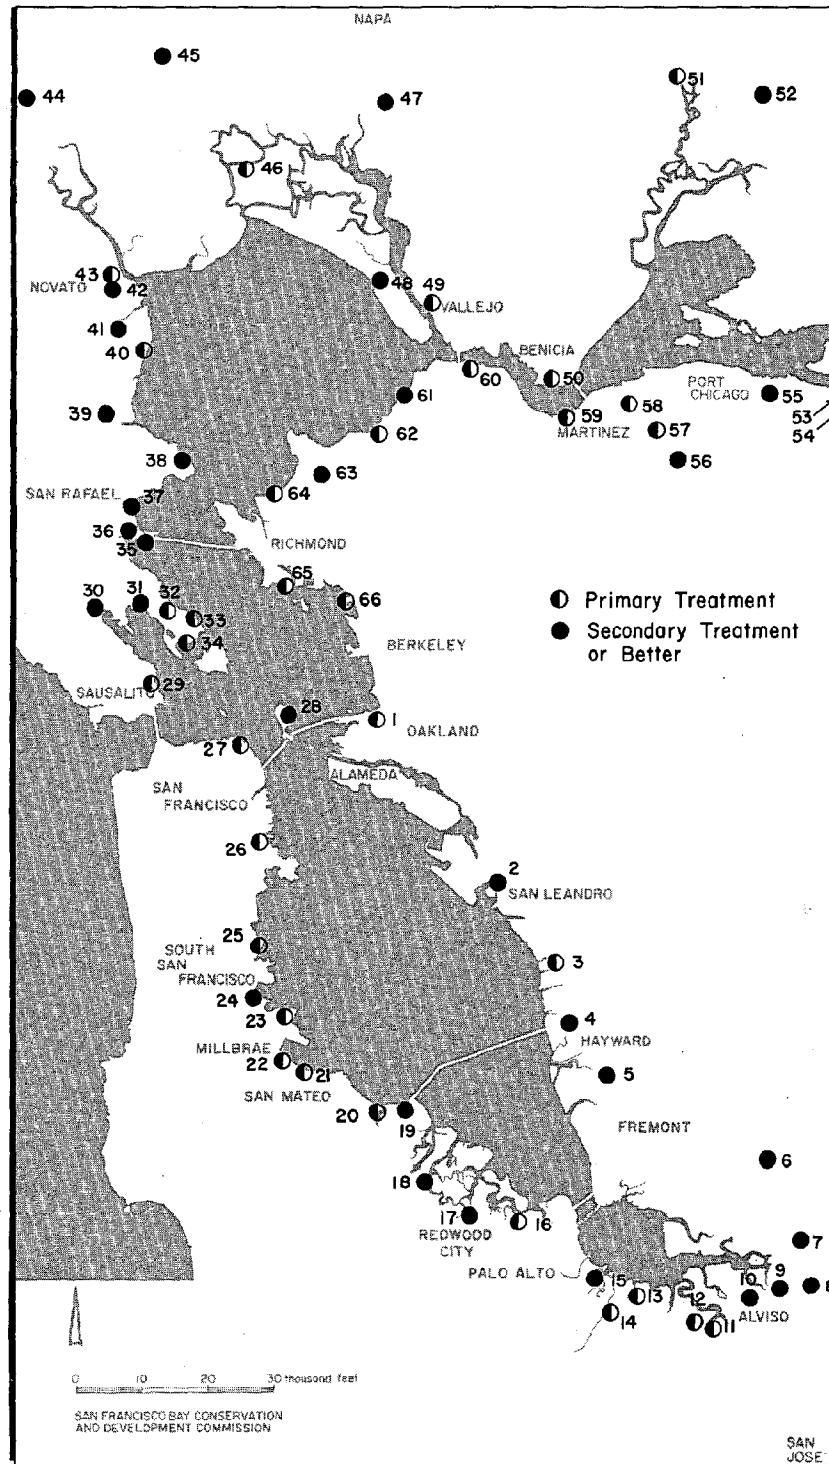 NAPA
45
44
47
51
52
46
43
NOVATO
42
48
49
VALLEJO
41
40
BENICIA
60
50
PORT
CHICAGO
55
53
54
61
58
59
MARTINEZ
57
39
62
56
38
63
SAN RAFAEL
37
64
36
35
RICHMOND
65
30
31
32
33
66
34
Primary Treatment
Secondary Treatment
or Better
BERKELEY
29
SAUSALITO
28
1
OAKLAND
27
ALAMEDA
SAN
FRANCISCO
26
2
SAN LEANDRO
25
SOUTH
SAN
FRANCISCO
3
24
23
4
HAYWARD
MILLBRAE
22
21
5
SAN MATEO
20
19
FREMONT
6
18
17
16
REDWOOD
CITY
7
PALO ALTO
15
13
12
10
9
8
14
11
ALVISO
0 10 20 30 thousand feet
SAN FRANCISCO BAY CONSERVATION
AND DEVELOPMENT COMMISSION
SAN
JOSE